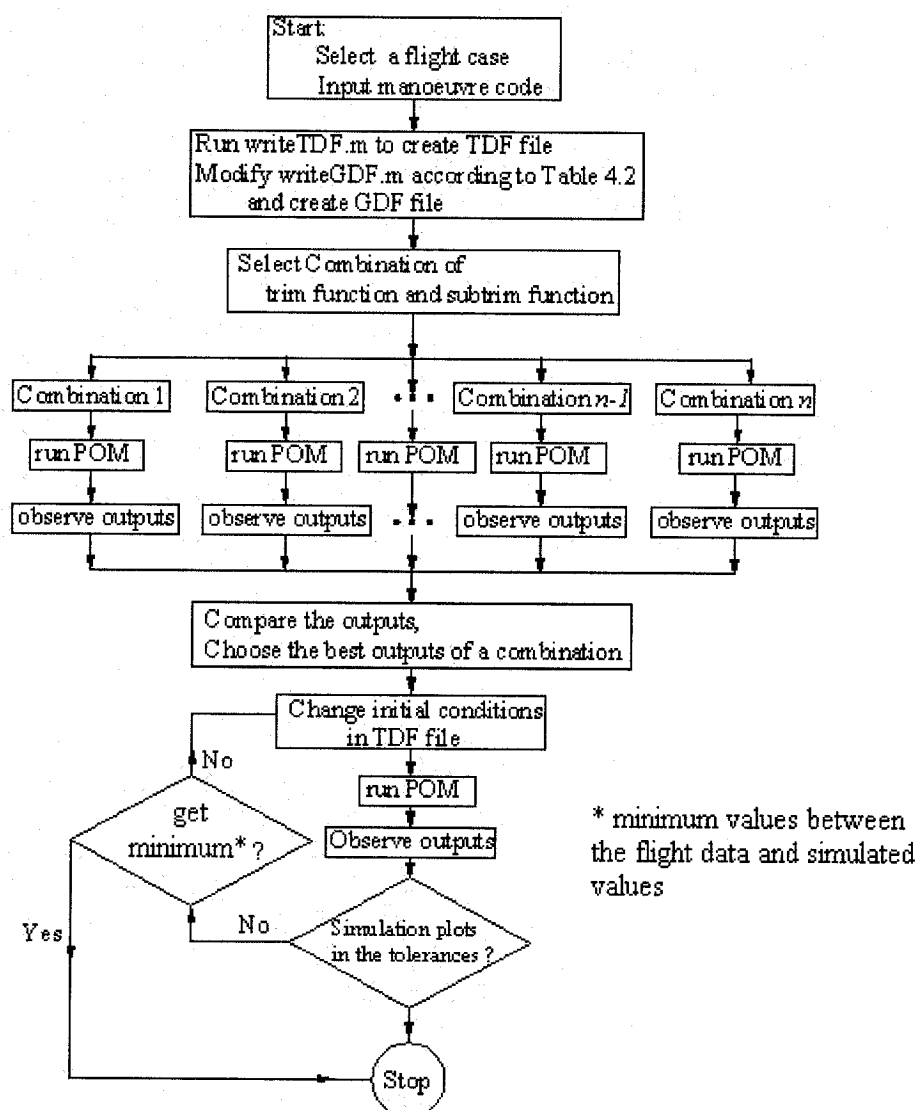 Start:
Select a flight case
Input manoeuvre code
Run writeTDF.m to create TDF file
Modify writeGDF.m according to Table 4.2
and create GDF file
Select Combination of
trim function and subtrim function
Combination 1
Combination 2
...
Combination n-1
Combination n
run POM
run POM
run POM
run POM
run POM
observe outputs
observe outputs
...
observe outputs
observe outputs
Compare the outputs,
Choose the best outputs of a combination
Change initial conditions
in TDF file
No
run POM
get
minimum* ?
Observe outputs
* minimum values between
the flight data and simulated
values
Yes
No
Simulation plots
in the tolerances ?
Stop